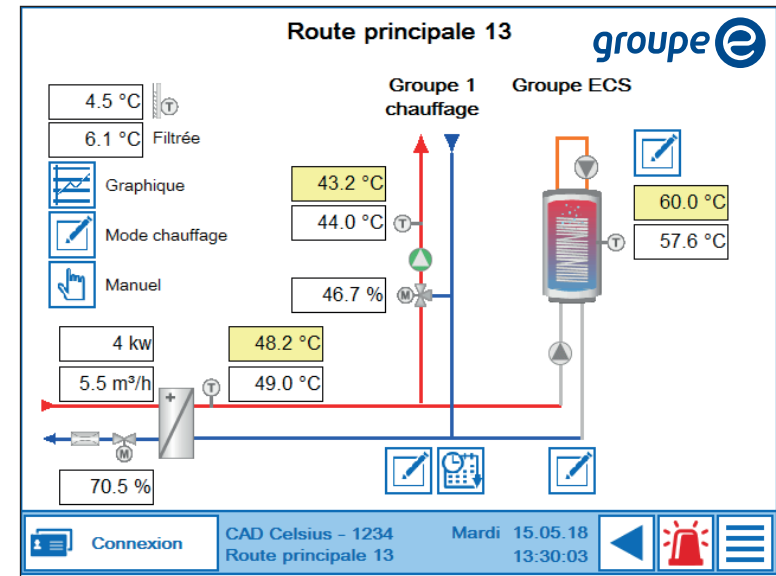 Route principale 13
groupe e
Groupe 1
chauffage
Groupe ECS
4.5 °C
T
6.1 °C Filtrée
Graphique
Mode chauffage
Manuel
43.2 °C
44.0 °C T
46.7 % M
60.0 °C
T 57.6 °C
4 kw
5.5 m³/h
48.2 °C
T 49.0 °C
+
M
70.5 %
Connexion
CAD Celsius - 1234
Route principale 13
Mardi 15.05.18
13:30:03